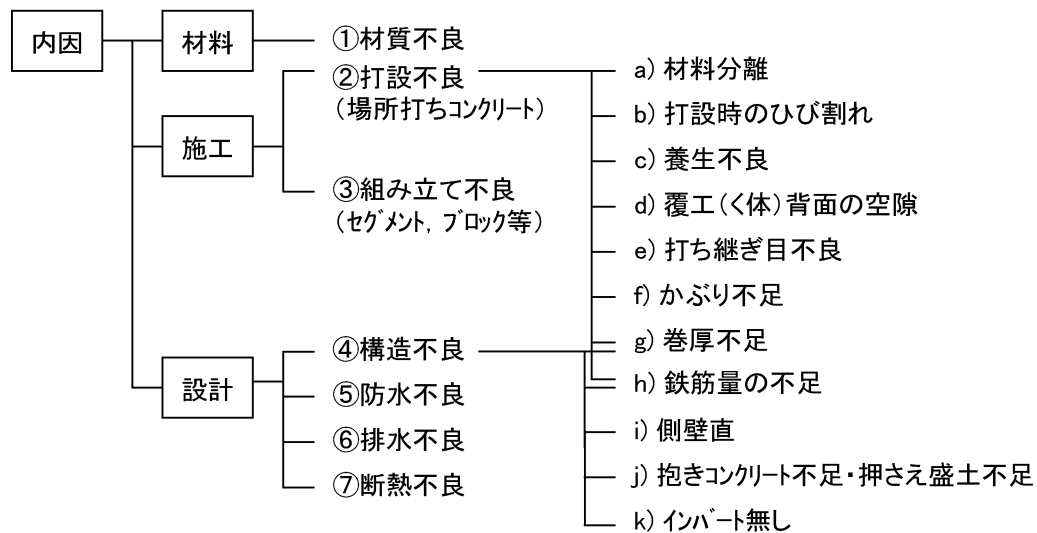 内因
材料
①材質不良
施工
②打設不良
（場所打ちコンクリート）
③組み立て不良
（セグメント，ブロック等）
設計
④構造不良
⑤防水不良
⑥排水不良
⑦断熱不良
a）材料分離
b）打設時のひび割れ
c）養生不良
d）覆工（く体）背面の空隙
e）打ち継ぎ目不良
f）かぶり不足
g）巻厚不足
h）鉄筋量の不足
i）側壁直
j）抱きコンクリート不足・押さえ盛土不足
k）インバート無し